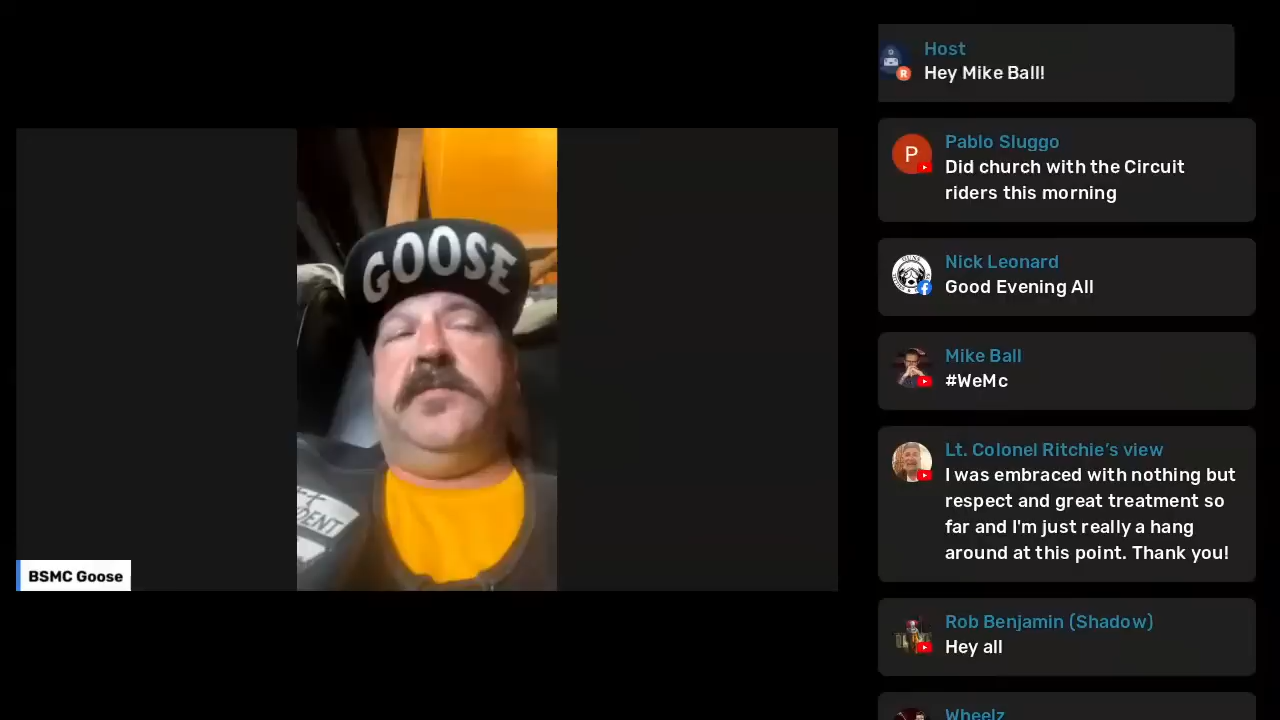 GOOSE
DENT
BSMC Goose
Host
R
Hey Mike Ball!
P
Pablo Sluggo
Did church with the Circuit
riders this morning
Nick Leonard
Good Evening All
Mike Ball
#WeMc
Lt. Colonel Ritchie's view
I was embraced with nothing but
respect and great treatment so
far and I'm just really a hang
around at this point. Thank you!
Rob Benjamin (Shadow)
Hey all
Wheelz